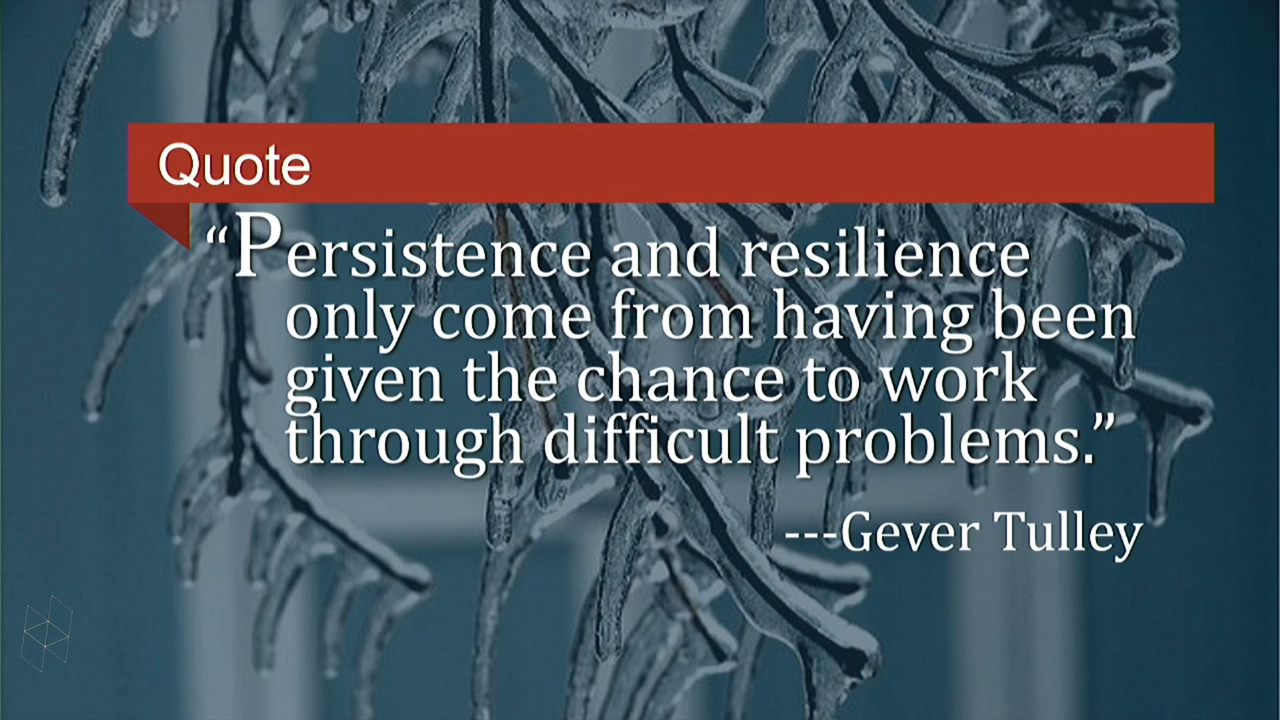 Quote
“Persistence and resilience
only come from having been
given the chance to work
through difficult problems.”
---Gever Tulley